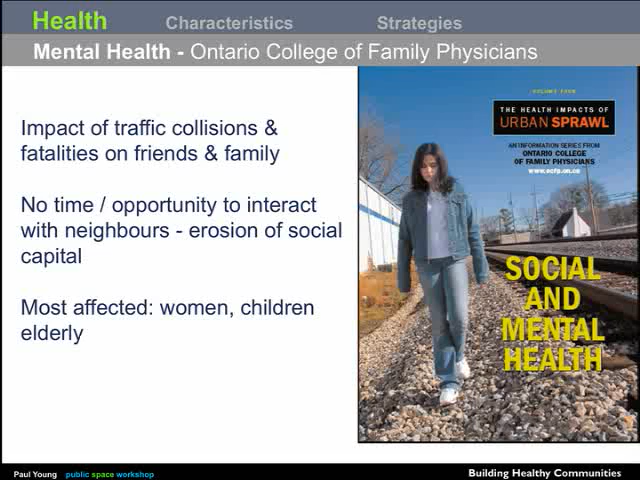 Health Characteristics Strategies
Mental Health - Ontario College of Family Physicians
Impact of traffic collisions &
fatalities on friends & family
No time / opportunity to interact
with neighbours - erosion of social
capital
Most affected: women, children
elderly
VOLUME FOUR
THE HEALTH IMPACTS OF
URBAN SPRAWL
AN INFORMATION SERIES FROM
ONTARIO COLLEGE
OF FAMILY PHYSICIANS
www.ocfp.on.ca
SOCIAL
AND
MENTAL
HEALTH
Paul Young public space workshop
Building Healthy Communities